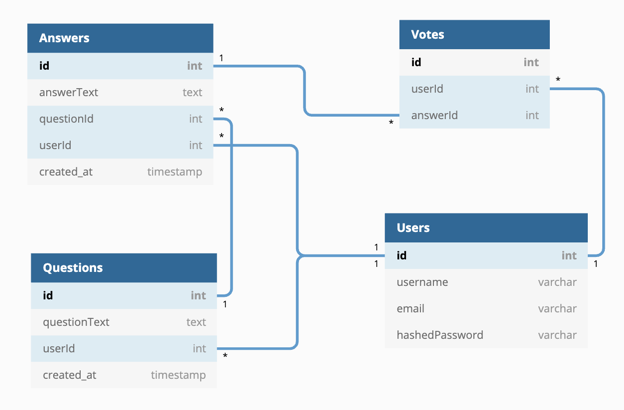 Answers
id int
answerText text
questionId int
userId int
created_at timestamp
1
*
*
Votes
id int
userId int
answerId int
*
*
Questions
id int
questionText text
userId int
created_at timestamp
1
*
Users
id int
username varchar
email varchar
hashedPassword varchar
1
1
1